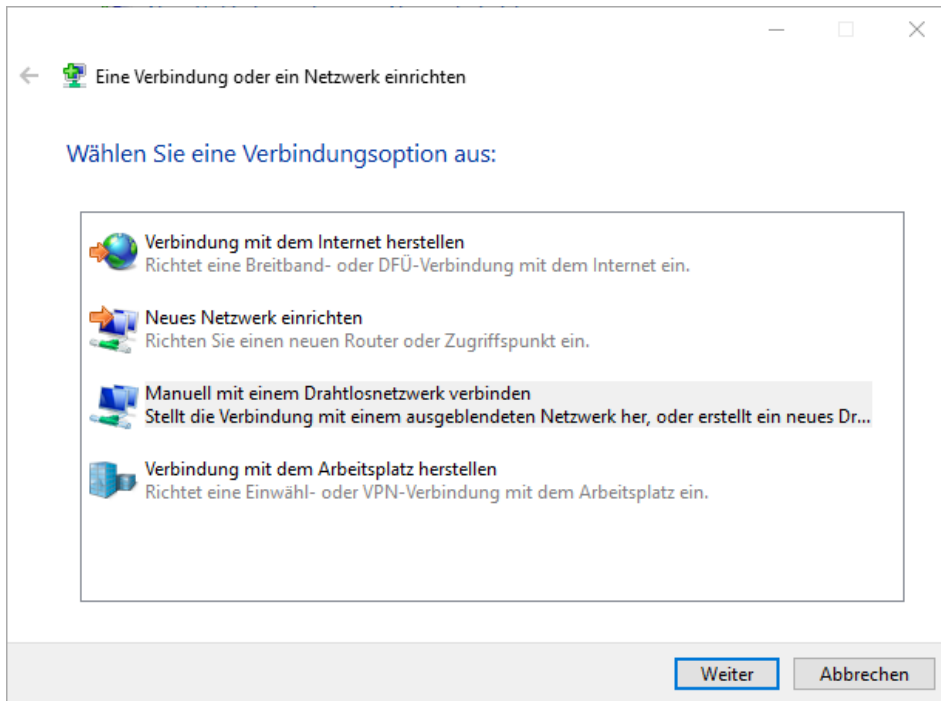 Eine Verbindung oder ein Netzwerk einrichten
Wählen Sie eine Verbindungsoption aus:
Verbindung mit dem Internet herstellen
Richtet eine Breitband- oder DFÜ-Verbindung mit dem Internet ein.
Neues Netzwerk einrichten
Richten Sie einen neuen Router oder Zugriffspunkt ein.
Manuell mit einem Drahtlosnetzwerk verbinden
Stellt die Verbindung mit einem ausgeblendeten Netzwerk her, oder erstellt ein neues Dr...
Verbindung mit dem Arbeitsplatz herstellen
Richtet eine Einwähl- oder VPN-Verbindung mit dem Arbeitsplatz ein.
Weiter
Abbrechen